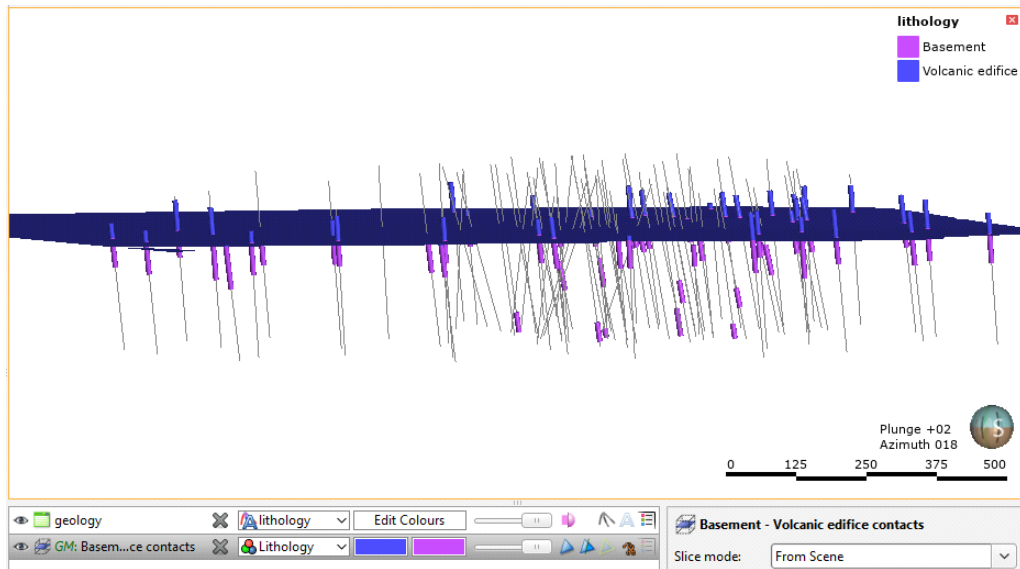 lithology
Basement
Volcanic edifice
Plunge +02
Azimuth 018
0 125 250 375 500
S
geology lithology Edit Colours
GM: Basem...ce contacts Lithology
Basement - Volcanic edifice contacts
Slice mode: From Scene